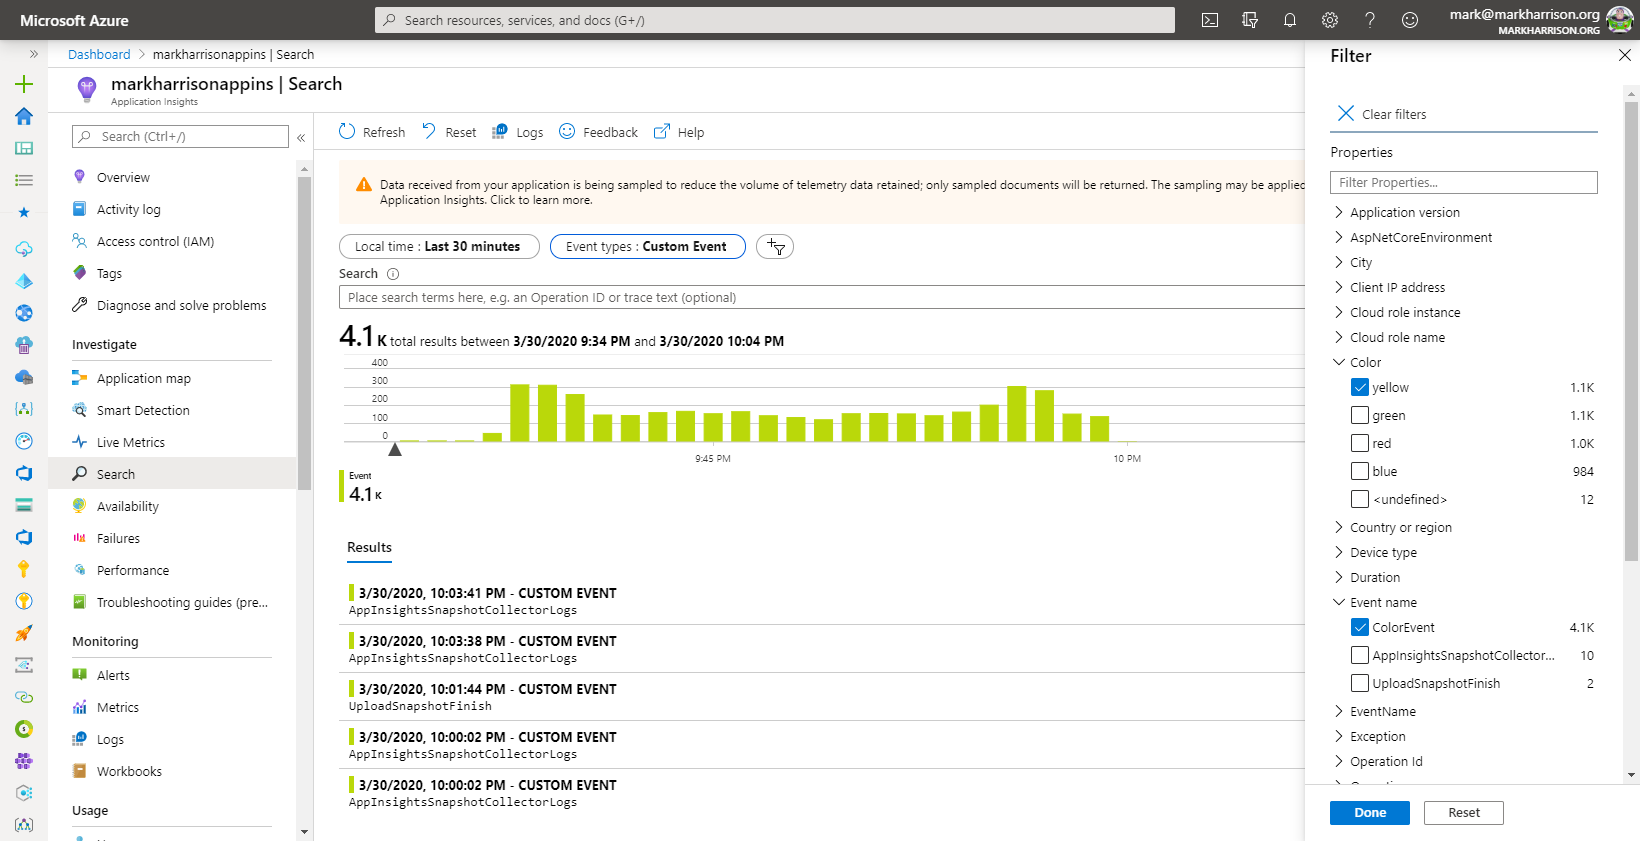 Microsoft Azure
Search resources, services, and docs (G+/)
mark@markharrison.org
MARKHARRISON.ORG
Dashboard > markharrisonappins | Search
markharrisonappins | Search
Application Insights
Search (Ctrl+/)
Overview
Activity log
Access control (IAM)
Tags
Diagnose and solve problems
Investigate
Application map
Smart Detection
Live Metrics
Search
Availability
Failures
Performance
Troubleshooting guides (pre...
Monitoring
Alerts
Metrics
Logs
Workbooks
Usage
Refresh
Reset
Logs
Feedback
Help
Data received from your application is being sampled to reduce the volume of telemetry data retained; only sampled documents will be returned. The sampling may be applied
Application Insights. Click to learn more.
Local time : Last 30 minutes
Event types : Custom Event
Search
Place search terms here, e.g. an Operation ID or trace text (optional)
4.1 K total results between 3/30/2020 9:34 PM and 3/30/2020 10:04 PM
400
300
200
100
0
9:45 PM
10 PM
Event
4.1 K
Results
3/30/2020, 10:03:41 PM - CUSTOM EVENT
AppInsightsSnapshotCollectorLogs
3/30/2020, 10:03:38 PM - CUSTOM EVENT
AppInsightsSnapshotCollectorLogs
3/30/2020, 10:01:44 PM - CUSTOM EVENT
UploadSnapshotFinish
3/30/2020, 10:00:02 PM - CUSTOM EVENT
AppInsightsSnapshotCollectorLogs
3/30/2020, 10:00:02 PM - CUSTOM EVENT
AppInsightsSnapshotCollectorLogs
Filter
Clear filters
Properties
Filter Properties...
Application version
AspNetCoreEnvironment
City
Client IP address
Cloud role instance
Cloud role name
Color
yellow 1.1K
green 1.1K
red 1.0K
blue 984
<undefined> 12
Country or region
Device type
Duration
Event name
ColorEvent 4.1K
AppInsightsSnapshotCollector... 10
UploadSnapshotFinish 2
EventName
Exception
Operation Id
Done
Reset